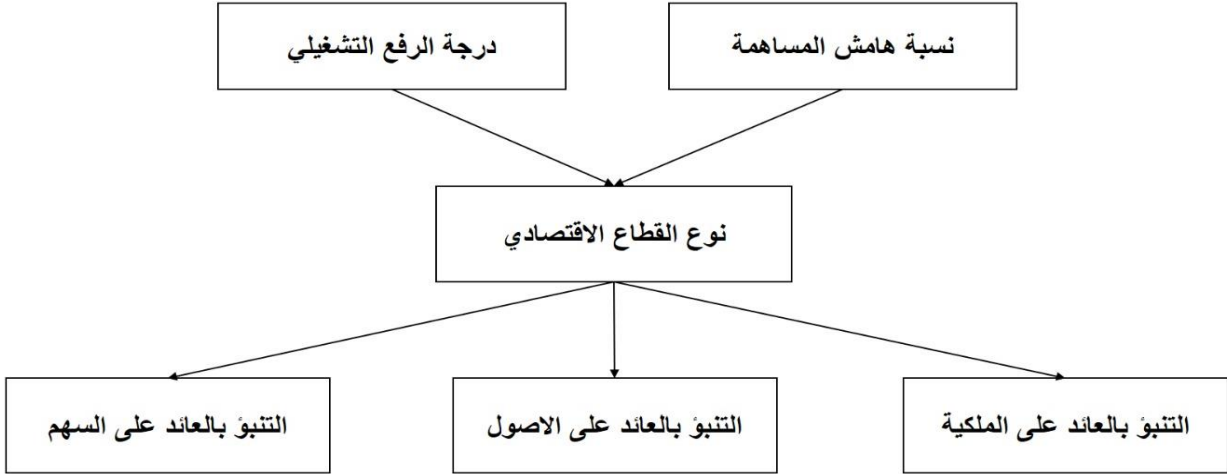 نسبة هامش المساهمة
درجة الرفع التشغيلي
نوع القطاع الاقتصادي
التنبؤ بالعائد على الملكية
التنبؤ بالعائد على الاصول
التنبؤ بالعائد على السهم